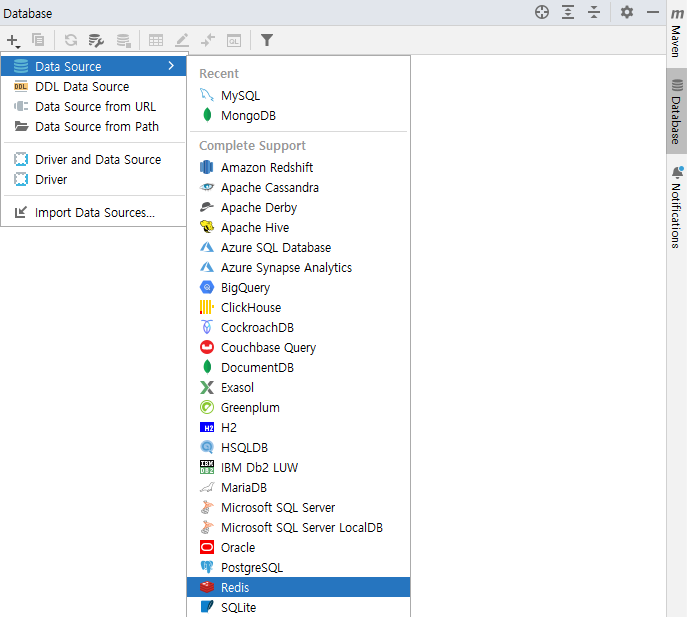 Database
Data Source
DDL Data Source
Data Source from URL
Data Source from Path
Driver and Data Source
Driver
Import Data Sources...
Recent
MySQL
MongoDB
Complete Support
Amazon Redshift
Apache Cassandra
Apache Derby
Apache Hive
Azure SQL Database
Azure Synapse Analytics
BigQuery
ClickHouse
CockroachDB
Couchbase Query
DocumentDB
Exasol
Greenplum
H2
HSQLDB
IBM Db2 LUW
MariaDB
Microsoft SQL Server
Microsoft SQL Server LocalDB
Oracle
PostgreSQL
Redis
SQLite
Maven
Database
Notifications